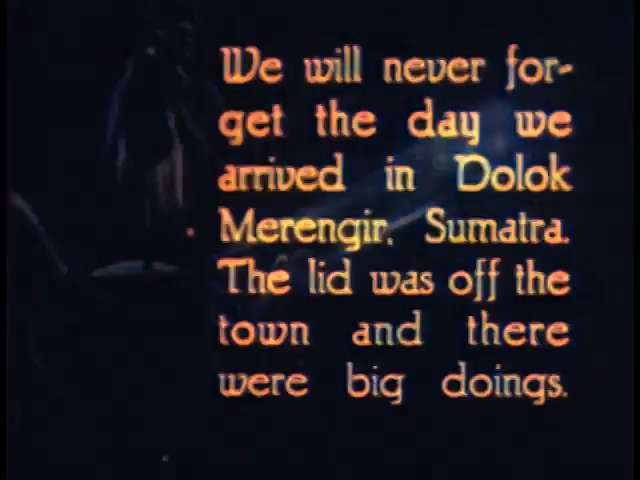 We will never for-
get the day we
arrived in Dolok
Merengir, Sumatra.
The lid was off the
town and there
were big doings.